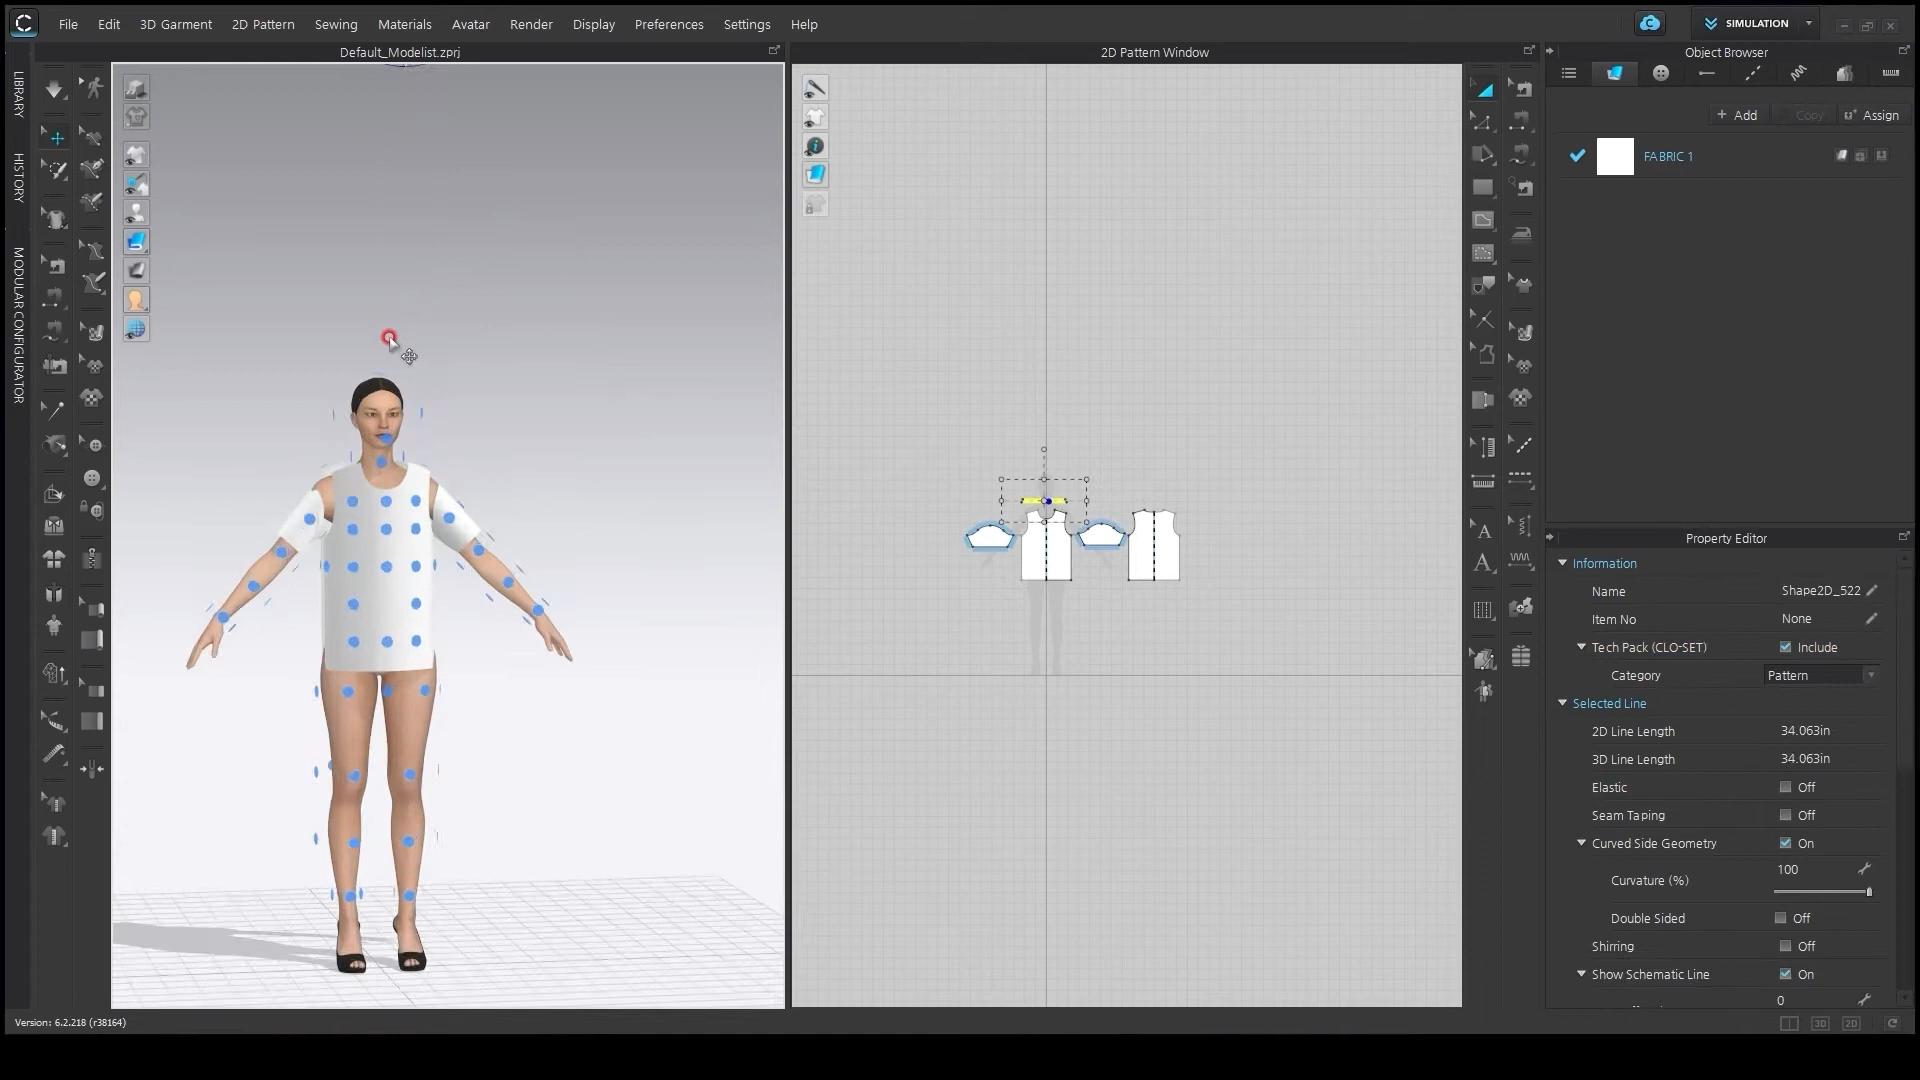 File Edit 3D Garment 2D Pattern Sewing Materials Avatar Render Display Preferences Settings Help SIMULATION
Default_Modelist.zprj
2D Pattern Window
Object Browser
LIBRARY
HISTORY
MODULAR CONFIGURATOR
+ Add Copy Assign
FABRIC 1
Property Editor
Information
Name Shape2D_522
Item No None
Tech Pack (CLO-SET) Include
Category Pattern
Selected Line
2D Line Length 34.063in
3D Line Length 34.063in
Elastic Off
Seam Taping Off
Curved Side Geometry On
Curvature (%) 100
Double Sided Off
Shirring Off
Show Schematic Line On
0
Version: 6.2.218 (r38164)
3D 2D